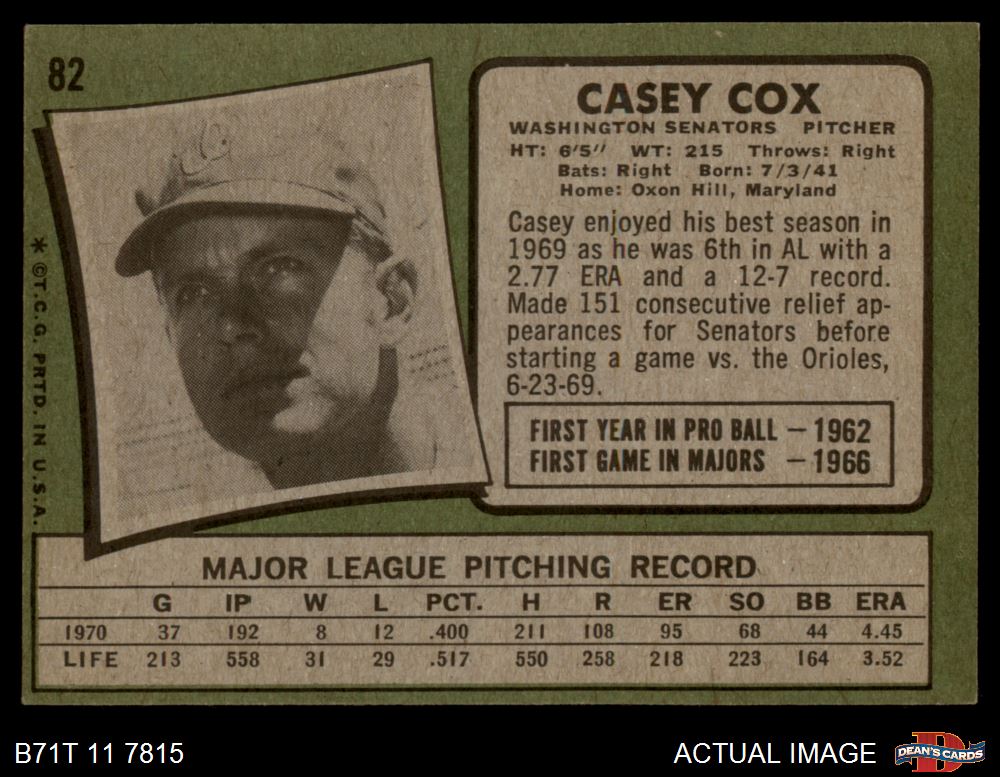 82
CASEY COX
WASHINGTON SENATORS PITCHER
HT: 6'5" WT: 215 Throws: Right
Bats: Right Born: 7/3/41
Home: Oxon Hill, Maryland
Casey enjoyed his best season in
1969 as he was 6th in AL with a
2.77 ERA and a 12-7 record.
Made 151 consecutive relief ap-
pearances for Senators before
starting a game vs. the Orioles,
6-23-69.
FIRST YEAR IN PRO BALL — 1962
FIRST GAME IN MAJORS — 1966
* ©T.C.G. PRTD. IN U.S.A.
MAJOR LEAGUE PITCHING RECORD
G IP W L PCT. H R ER SO BB ERA
1970 37 192 8 12 .400 211 108 95 68 44 4.45
LIFE 213 558 31 29 .517 550 258 218 223 164 3.52
B71T 11 7815
ACTUAL IMAGE
D
DEAN'S CARDS